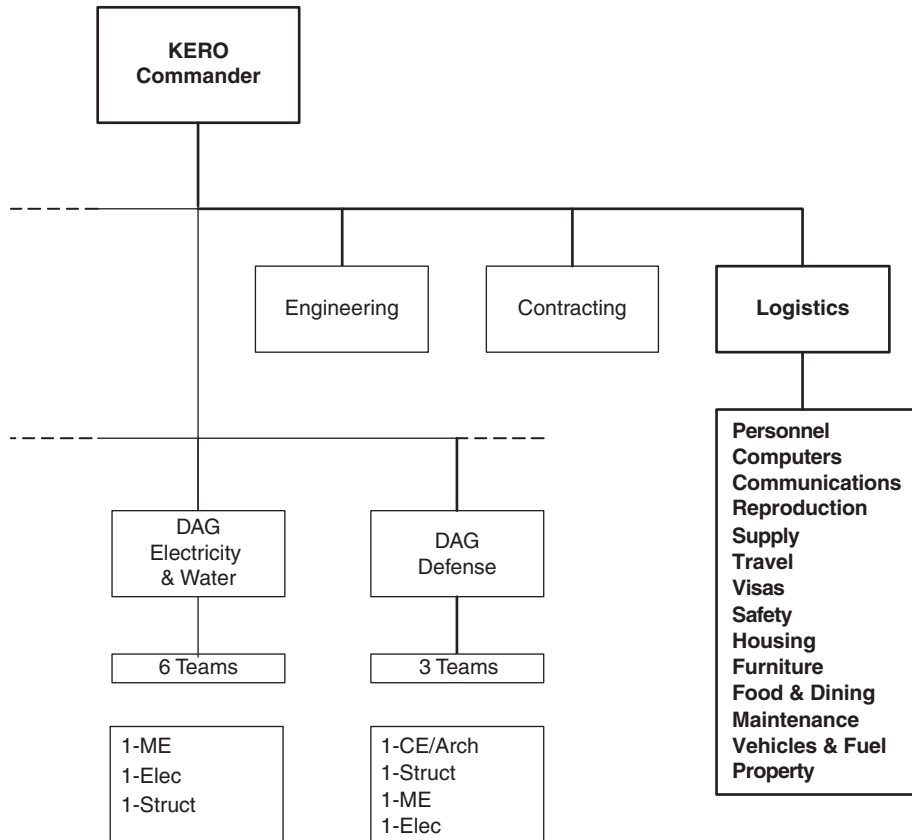 KERO
Commander
Engineering
Contracting
Logistics
Personnel
Computers
Communications
Reproduction
Supply
Travel
Visas
Safety
Housing
Furniture
Food & Dining
Maintenance
Vehicles & Fuel
Property
DAG
Electricity
& Water
DAG
Defense
6 Teams
3 Teams
1-ME
1-Elec
1-Struct
1-CE/Arch
1-Struct
1-ME
1-Elec